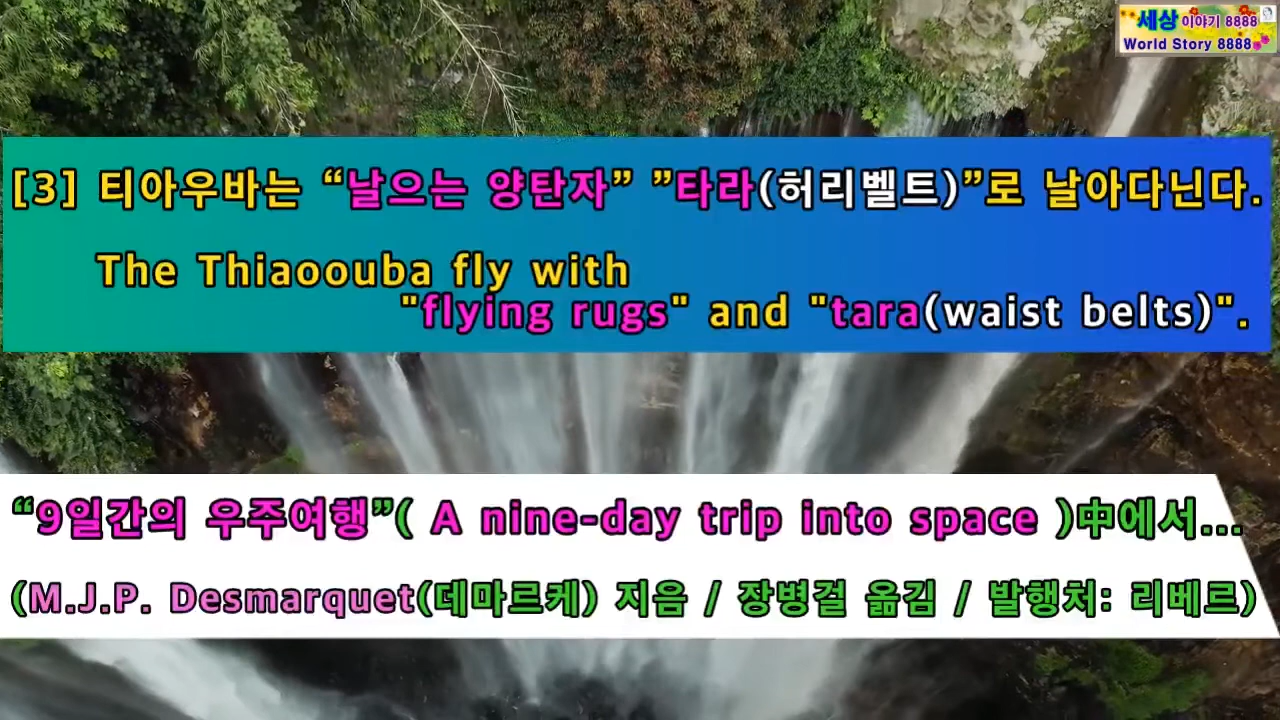 세상이야기 8888
World Story 8888
[3] 티아우바는 “날으는 양탄자” ”타라(허리벨트)”로 날아다닌다.
The Thiaoouba fly with
"flying rugs" and "tara(waist belts)".
“9일간의 우주여행”( A nine-day trip into space )中에서...
(M.J.P. Desmarquet(데마르케) 지음 / 장병걸 옮김 / 발행처: 리베르)